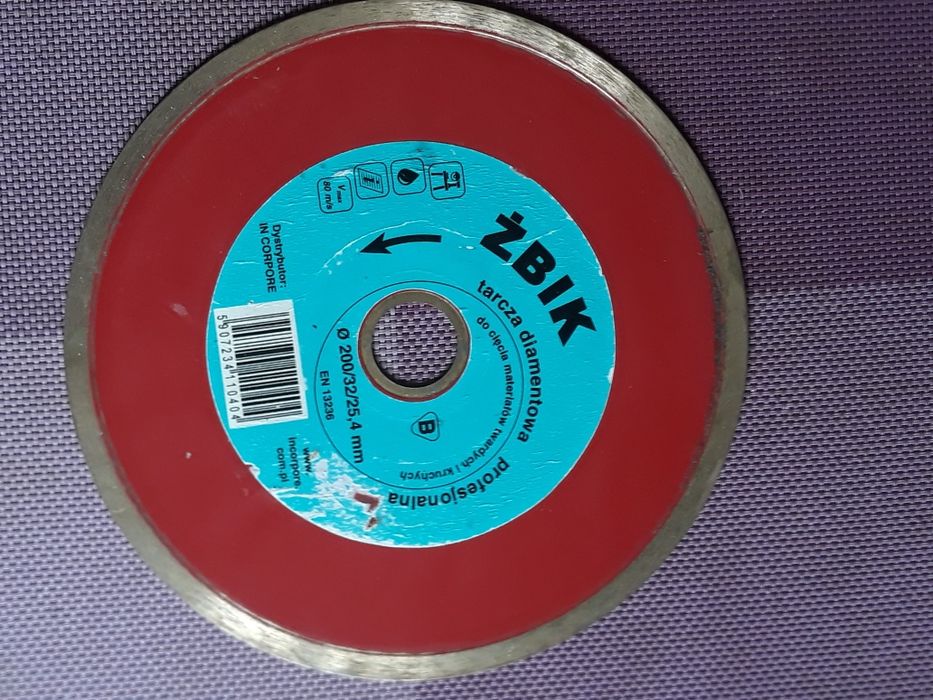 ŻBIK
tarcza diamentowa profesjonalna
do cięcie materiałów twardych i kruchych
B
Ø 200/32/25,4 mm
EN 13236
Vmax
80 m/s
Dystrybutor:
IN CORPORE
5907234110404
www.
incorpore.
com.pl